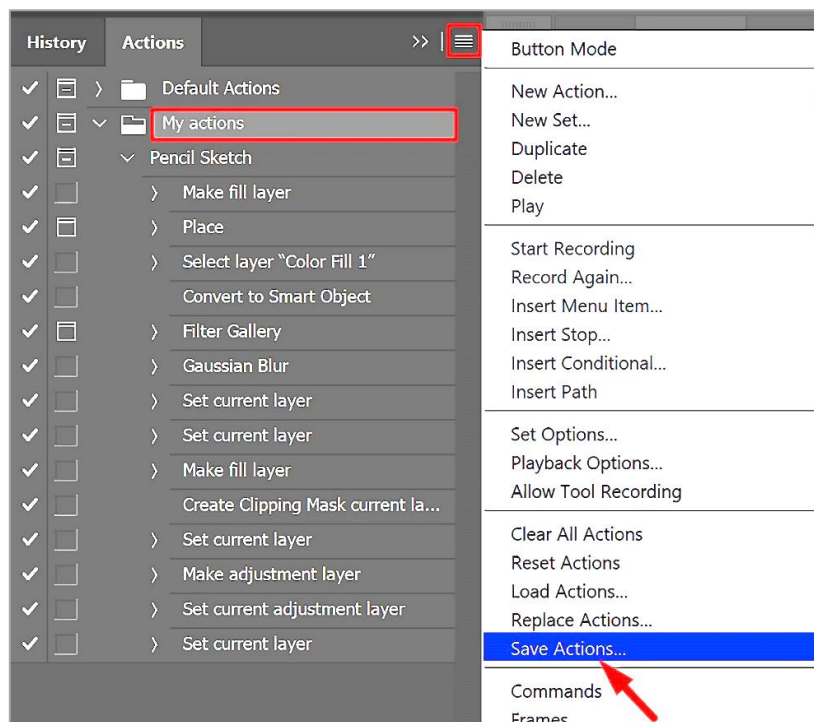 History
Actions
Default Actions
My actions
Pencil Sketch
Make fill layer
Place
Select layer “Color Fill 1”
Convert to Smart Object
Filter Gallery
Gaussian Blur
Set current layer
Set current layer
Make fill layer
Create Clipping Mask current la...
Set current layer
Make adjustment layer
Set current adjustment layer
Set current layer
Button Mode
New Action...
New Set...
Duplicate
Delete
Play
Start Recording
Record Again...
Insert Menu Item...
Insert Stop...
Insert Conditional...
Insert Path
Set Options...
Playback Options...
Allow Tool Recording
Clear All Actions
Reset Actions
Load Actions...
Replace Actions...
Save Actions...
Commands
Frames